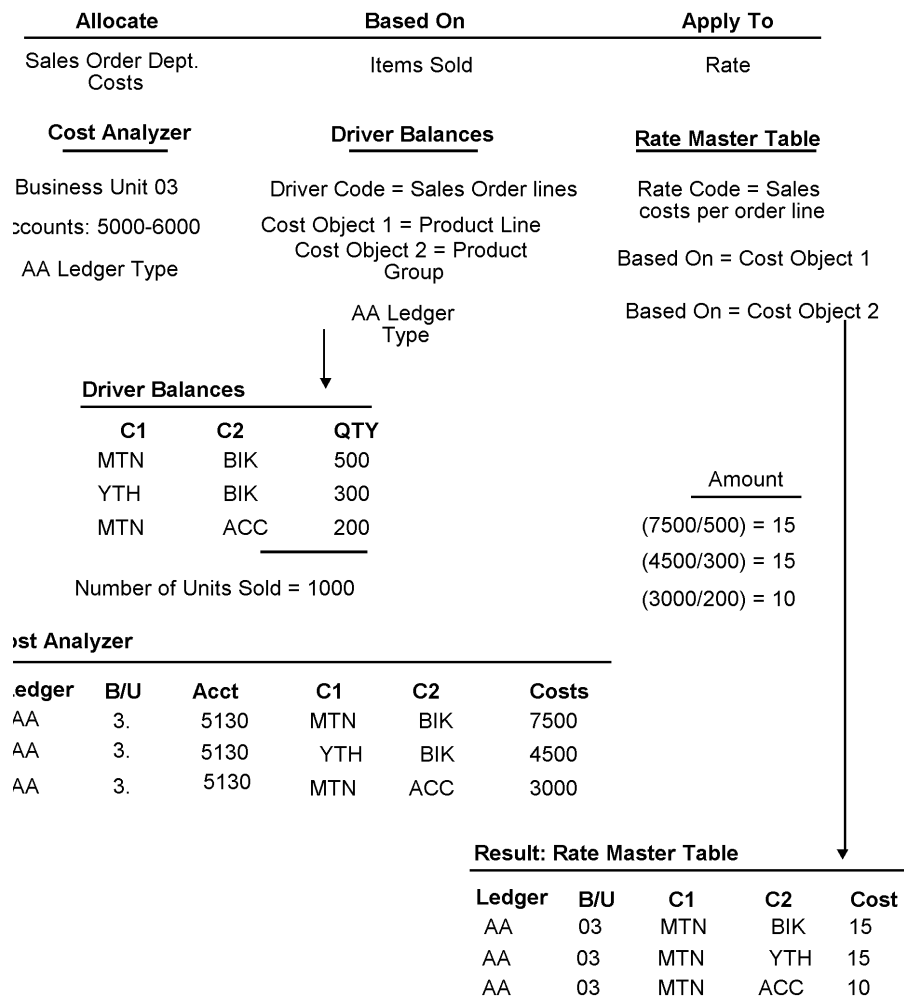 Allocate Based On Apply To
Sales Order Dept.
Costs
Items Sold
Rate
Cost Analyzer
Business Unit 03
ccounts: 5000-6000
AA Ledger Type
Driver Balances
Driver Code = Sales Order lines
Cost Object 1 = Product Line
Cost Object 2 = Product
Group
AA Ledger
Type
Rate Master Table
Rate Code = Sales
costs per order line
Based On = Cost Object 1
Based On = Cost Object 2
Driver Balances
C1 C2 QTY
MTN BIK 500
YTH BIK 300
MTN ACC 200
Number of Units Sold = 1000
Amount
(7500/500) = 15
(4500/300) = 15
(3000/200) = 10
ost Analyzer
Ledger B/U Acct C1 C2 Costs
AA 3. 5130 MTN BIK 7500
AA 3. 5130 YTH BIK 4500
AA 3. 5130 MTN ACC 3000
Result: Rate Master Table
Ledger B/U C1 C2 Cost
AA 03 MTN BIK 15
AA 03 MTN YTH 15
AA 03 MTN ACC 10